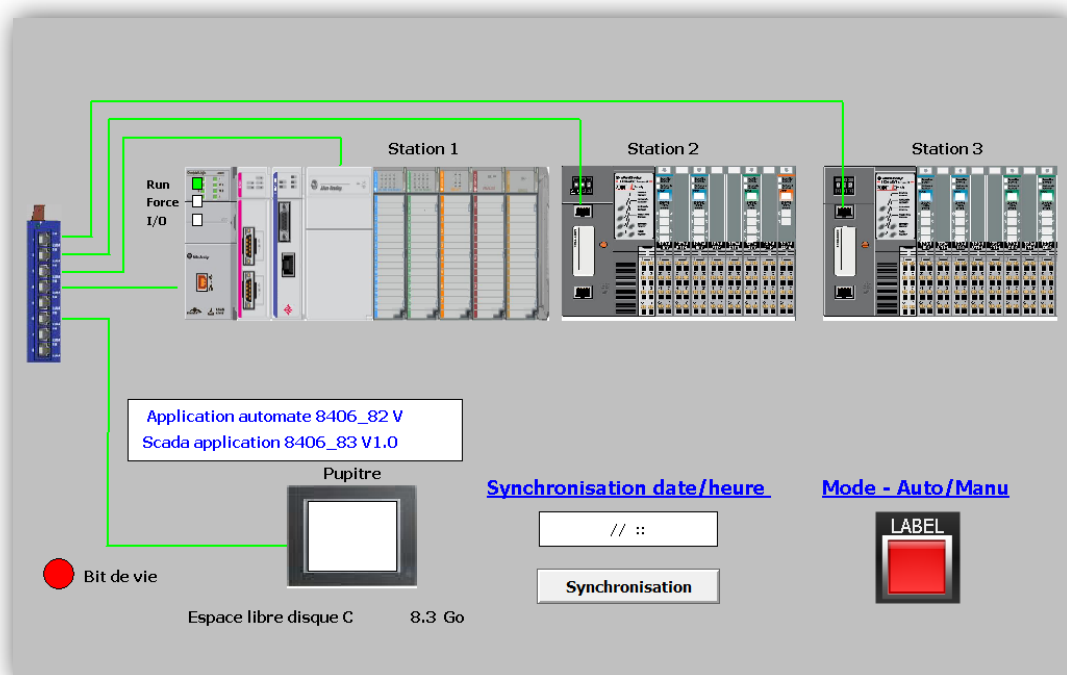 Station 1
Station 2
Station 3
Run
Force
I/O
Application automate 8406_82 V
Scada application 8406_83 V1.0
Pupitre
Synchronisation date/heure
Mode - Auto/Manu
// ::
LABEL
Bit de vie
Synchronisation
Espace libre disque C 8.3 Go